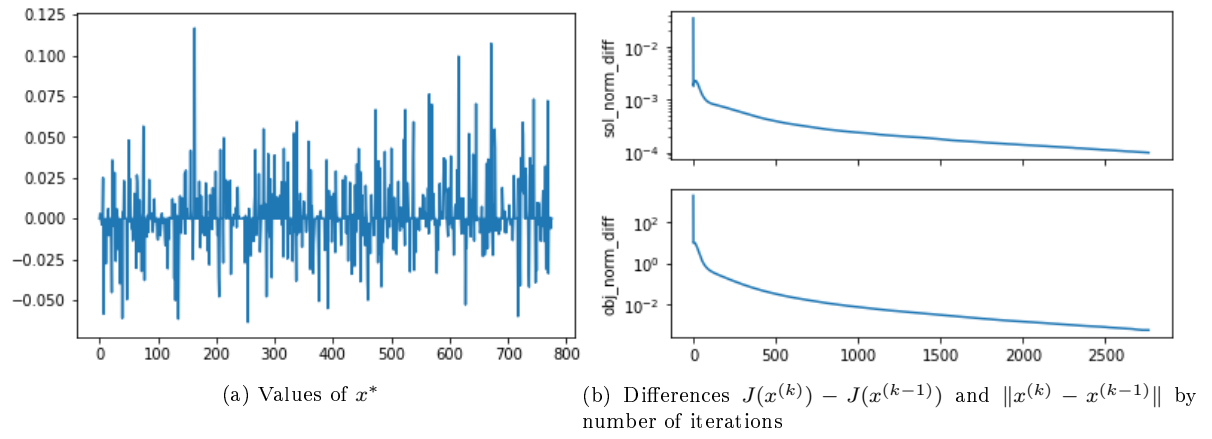 0.125
0.100
0.075
0.050
0.025
0.000
−0.025
−0.050
0 100 200 300 400 500 600 700 800
(a) Values of x*
sol_norm_diff
10⁻²
10⁻³
10⁻⁴
obj_norm_diff
10²
10⁰
10⁻²
0 500 1000 1500 2000 2500
(b) Differences J(x⁽ᵏ⁾) − J(x⁽ᵏ⁻¹⁾) and ‖x⁽ᵏ⁾ − x⁽ᵏ⁻¹⁾‖ by
number of iterations